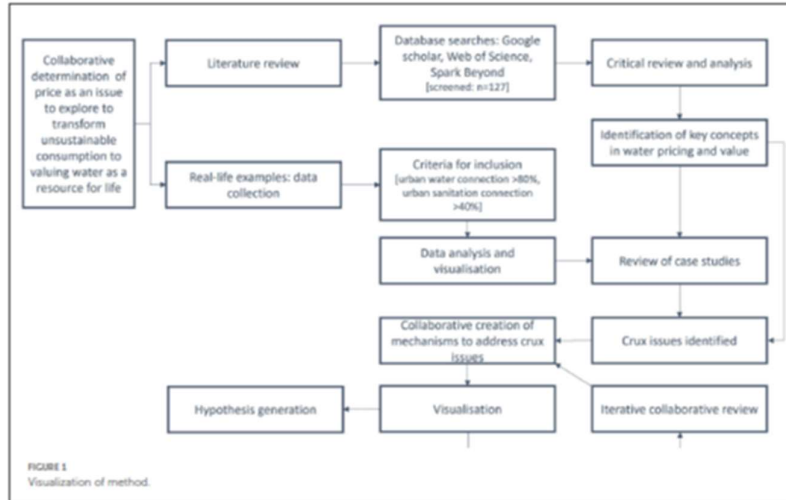 Collaborative
determination of
price as an issue
to explore to
transform
unsustainable
consumption to
valuing water as a
resource for life
Literature review
Database searches: Google
scholar, Web of Science,
Spark Beyond
[screened: n=127]
Critical review and analysis
Identification of key concepts
in water pricing and value
Real-life examples: data
collection
Criteria for inclusion
[urban water connection >80%,
urban sanitation connection
>40%]
Data analysis and
visualisation
Review of case studies
Collaborative creation of
mechanisms to address crux
issues
Crux issues identified
Hypothesis generation
Visualisation
Iterative collaborative review
FIGURE 1
Visualization of method.